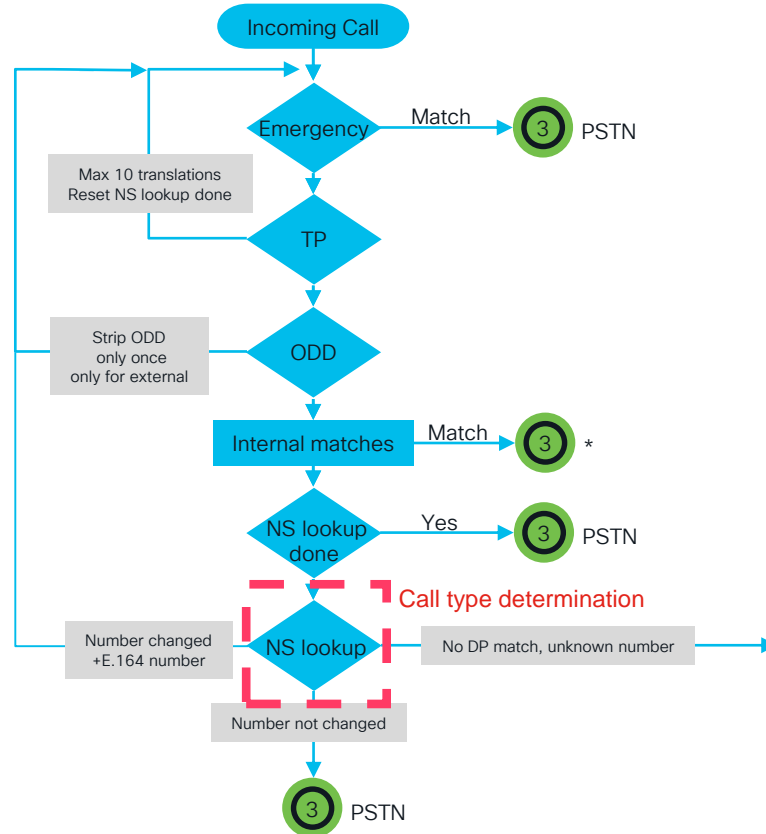 Incoming Call
Emergency
Match
3
PSTN
Max 10 translations
Reset NS lookup done
TP
Strip ODD
only once
only for external
ODD
Internal matches
Match
3
*
NS lookup
done
Yes
3
PSTN
Call type determination
Number changed
+E.164 number
NS lookup
No DP match, unknown number
Number not changed
3
PSTN